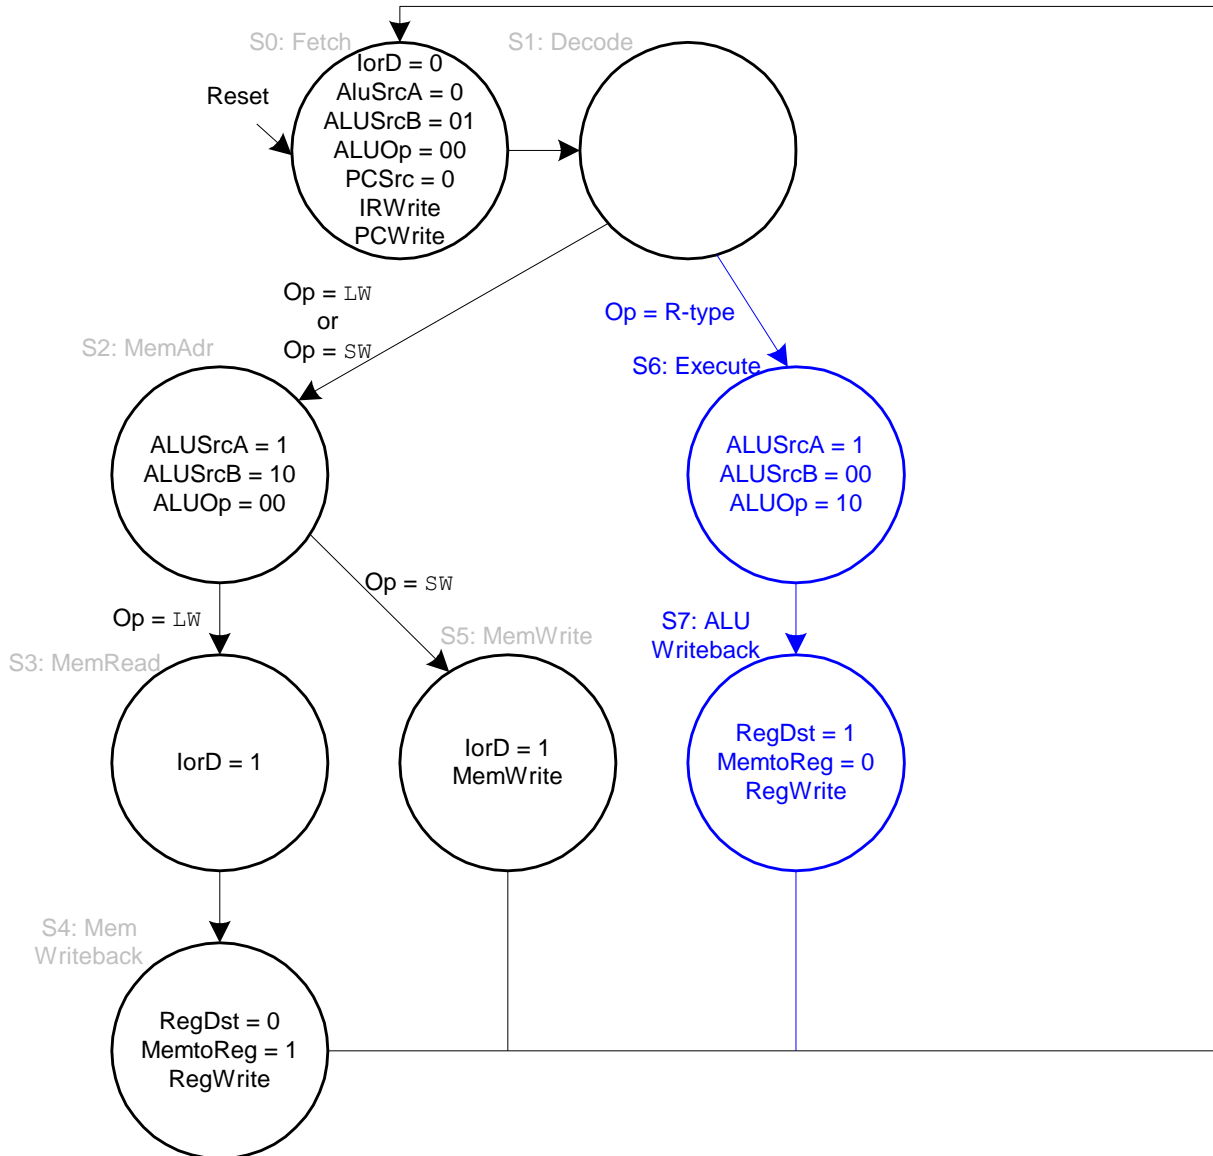 S0: Fetch
S1: Decode
Reset
IorD = 0
AluSrcA = 0
ALUSrcB = 01
ALUOp = 00
PCSrc = 0
IRWrite
PCWrite
Op = LW
or
Op = SW
Op = R-type
S2: MemAdr
S6: Execute
ALUSrcA = 1
ALUSrcB = 10
ALUOp = 00
ALUSrcA = 1
ALUSrcB = 00
ALUOp = 10
Op = SW
Op = LW
S3: MemRead
S5: MemWrite
S7: ALU
Writeback
IorD = 1
IorD = 1
MemWrite
RegDst = 1
MemtoReg = 0
RegWrite
S4: Mem
Writeback
RegDst = 0
MemtoReg = 1
RegWrite